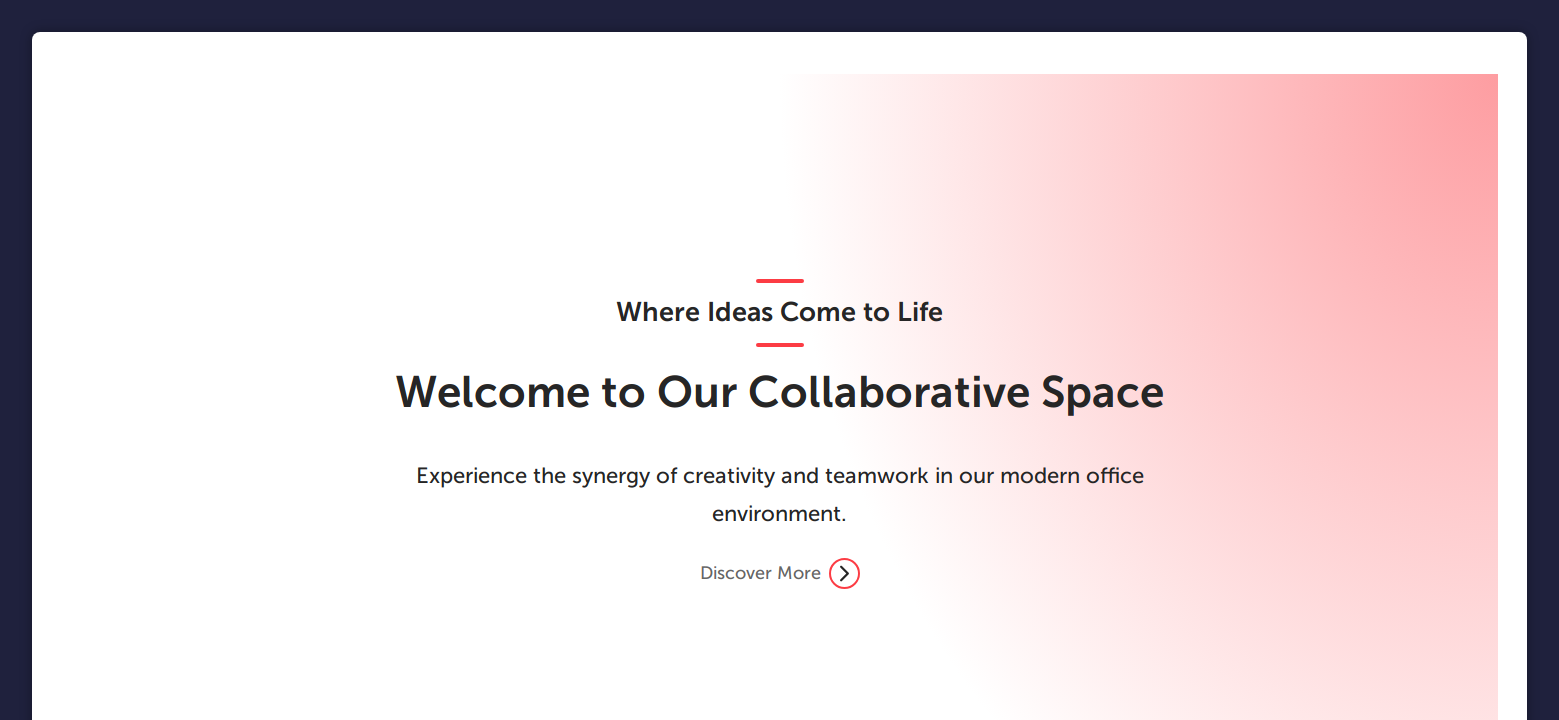 Where Ideas Come to Life
Welcome to Our Collaborative Space
Experience the synergy of creativity and teamwork in our modern office
environment.
Discover More